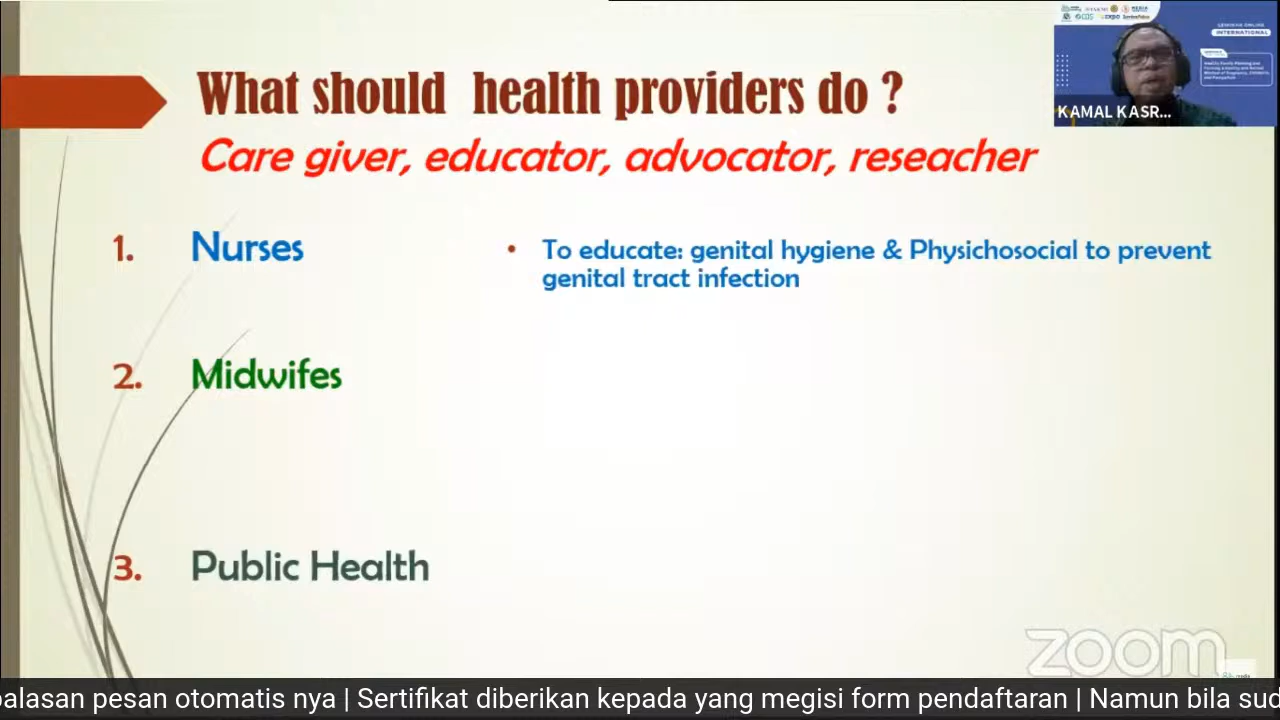 What should health providers do ?
Care giver, educator, advocator, reseacher
1. Nurses
• To educate: genital hygiene & Physichosocial to prevent
genital tract infection
2. Midwifes
3. Public Health
KAMAL KASR...
INTERNATIONAL
zoom
palasan pesan otomatis nya | Sertifikat diberikan kepada yang megisi form pendaftaran | Namun bila sud